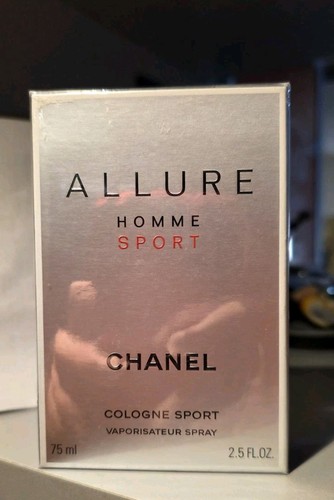 ALLURE
HOMME
SPORT
CHANEL
COLOGNE SPORT
VAPORISATEUR SPRAY
75 ml 2.5 FL.OZ.